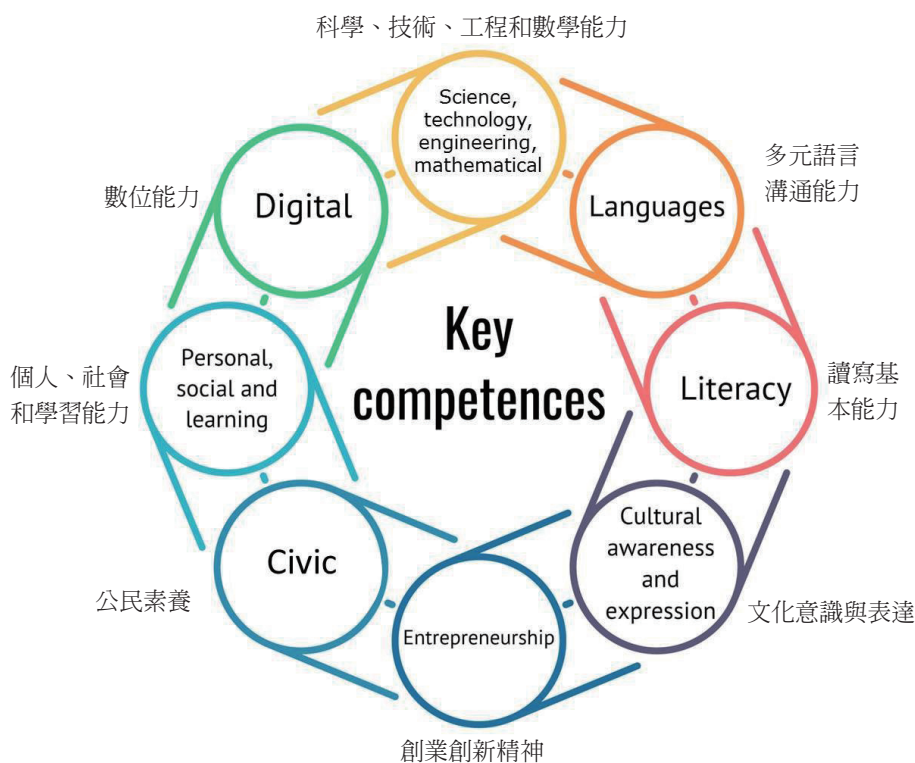 科學、技術、工程和數學能力
Science,
technology,
engineering,
mathematical
多元語言
溝通能力
Languages
數位能力
Digital
Key
competences
個人、社會
和學習能力
Personal,
social and
learning
Literacy
讀寫基
本能力
Civic
公民素養
Cultural
awareness
and
expression
文化意識與表達
Entrepreneurship
創業創新精神